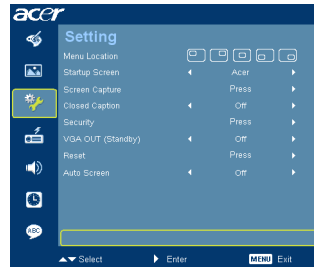 acer
Setting
Menu Location
Startup Screen Acer
Screen Capture Press
Closed Caption Off
Security Press
VGA OUT (Standby) Off
Reset Press
Auto Screen Off
ABC
Select Enter MENU Exit